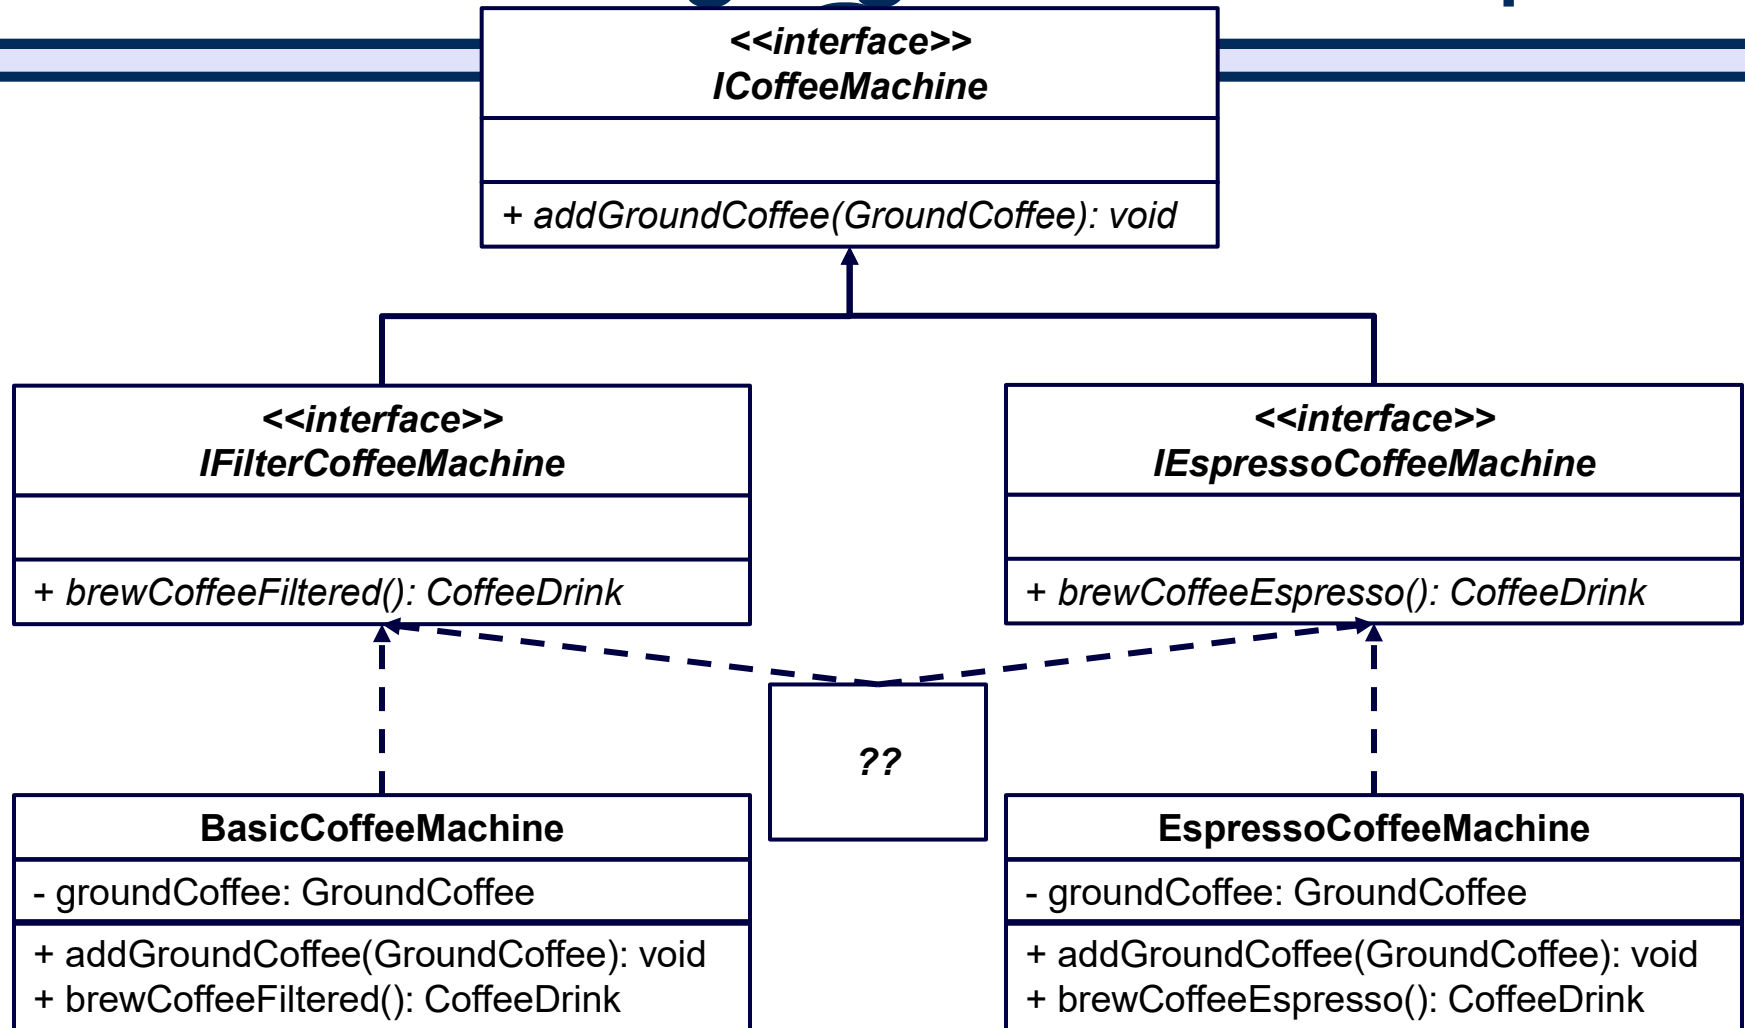 <<interface>>
ICoffeeMachine
+ addGroundCoffee(GroundCoffee): void
<<interface>>
IFilterCoffeeMachine
+ brewCoffeeFiltered(): CoffeeDrink
<<interface>>
IEspressoCoffeeMachine
+ brewCoffeeEspresso(): CoffeeDrink
??
BasicCoffeeMachine
- groundCoffee: GroundCoffee
+ addGroundCoffee(GroundCoffee): void
+ brewCoffeeFiltered(): CoffeeDrink
EspressoCoffeeMachine
- groundCoffee: GroundCoffee
+ addGroundCoffee(GroundCoffee): void
+ brewCoffeeEspresso(): CoffeeDrink